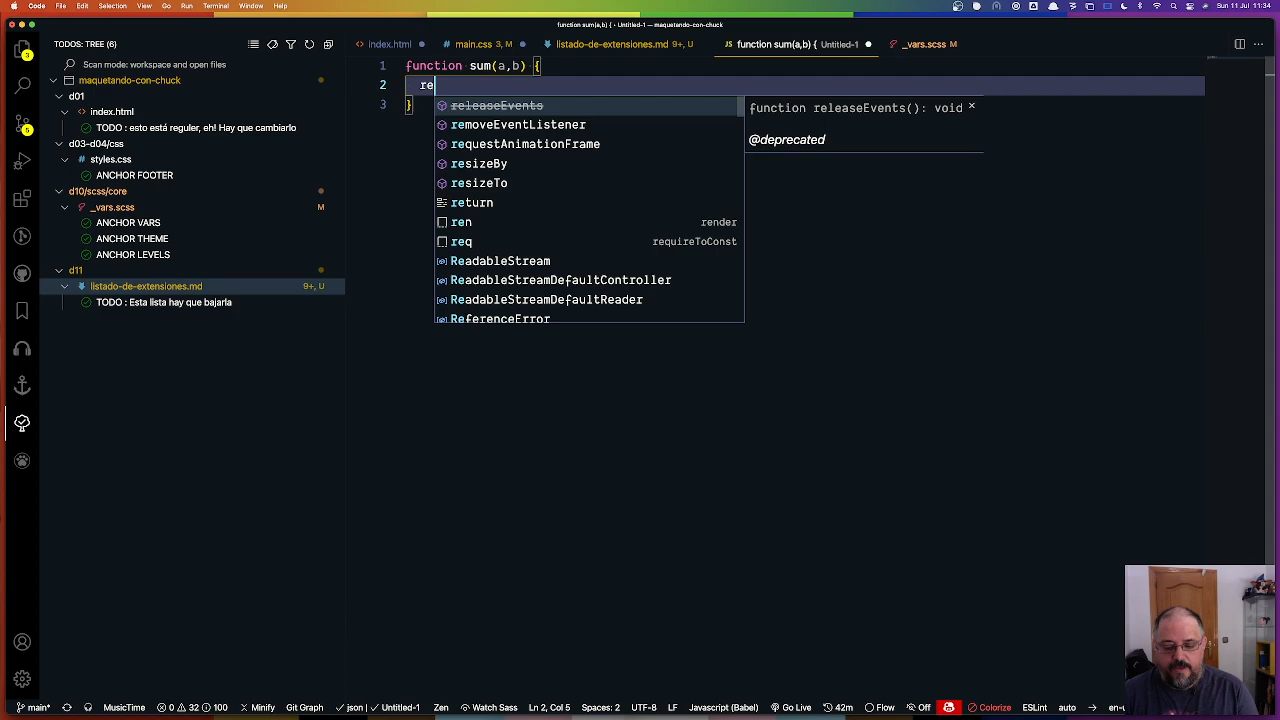 Code File Edit Selection View Go Run Terminal Window Help
Sun 11 Jul 11:34
function sum(a,b) { • Untitled-1 — maquetando-con-chuck
TODOS: TREE (6)
index.html
main.css 3, M
listado-de-extensiones.md 9+, U
function sum(a,b) { Untitled-1
_vars.scss M
Scan mode: workspace and open files
maquetando-con-chuck
d01
index.html
TODO : esto está reguler, eh! Hay que cambiarlo
d03-d04/css
styles.css
ANCHOR FOOTER
d10/scss/core
_vars.scss M
ANCHOR VARS
ANCHOR THEME
ANCHOR LEVELS
d11
listado-de-extensiones.md 9+, U
TODO : Esta lista hay que bajarla
1 function sum(a,b) {
2 re
3 }
releaseEvents
removeEventListener
requestAnimationFrame
resizeBy
resizeTo
return
ren render
req requireToConst
ReadableStream
ReadableStreamDefaultController
ReadableStreamDefaultReader
ReferenceError
function releaseEvents(): void
@deprecated
3
5
main* MusicTime 0 32 100 Minify Git Graph json | Untitled-1 Zen Watch Sass Ln 2, Col 5 Spaces: 2 UTF-8 LF Javascript (Babel) Go Live 42m Flow Off Colorize ESLint auto